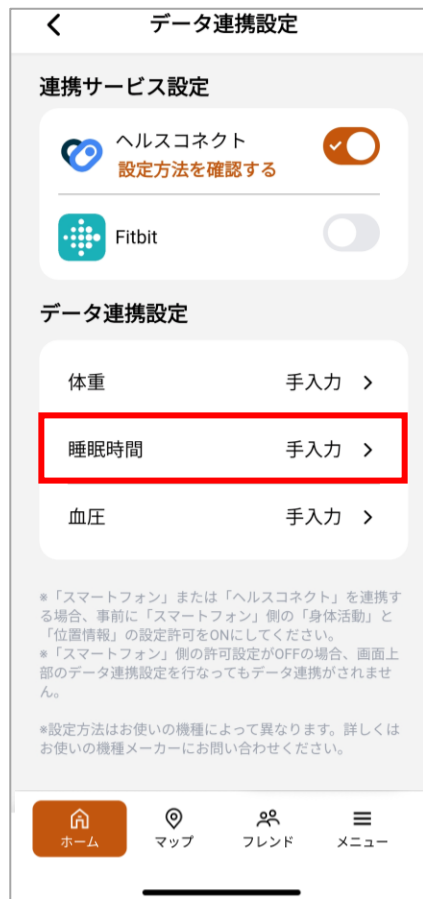 データ連携設定
連携サービス設定
ヘルスコネクト
設定方法を確認する
Fitbit
データ連携設定
体重 手入力
睡眠時間 手入力
血圧 手入力
※「スマートフォン」または「ヘルスコネクト」を連携す
る場合、事前に「スマートフォン」側の「身体活動」と
「位置情報」の設定許可をONにしてください。
※「スマートフォン」側の許可設定がOFFの場合、画面上
部のデータ連携設定を行なってもデータ連携がされませ
ん。
※設定方法はお使いの機種によって異なります。詳しくは
お使いの機種メーカーにお問い合わせください。
ホーム マップ フレンド メニュー